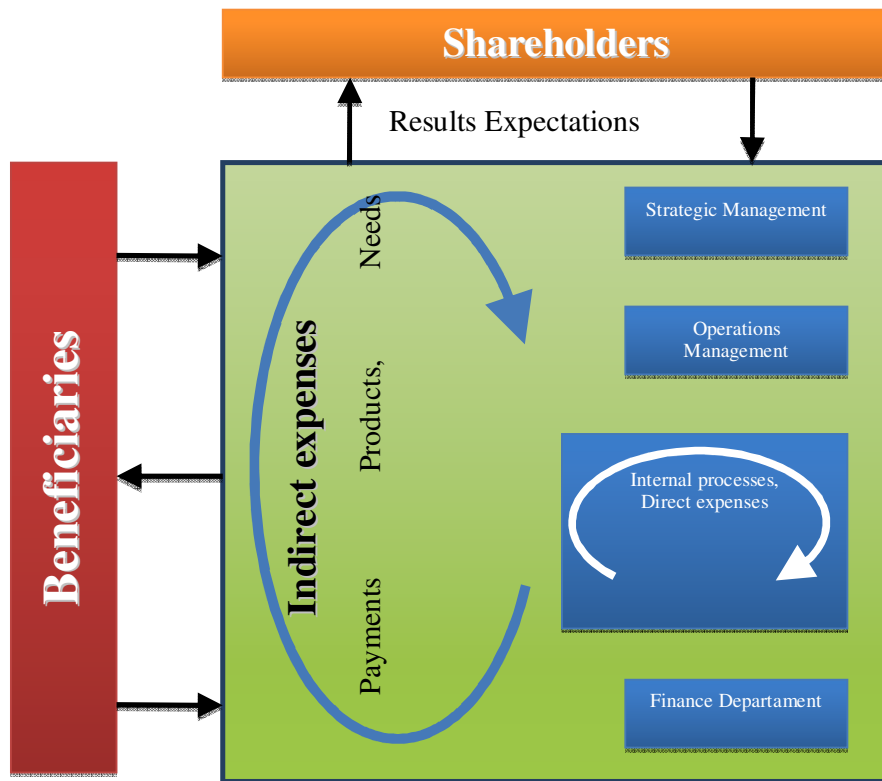 Shareholders
Results Expectations
Beneficiaries
Indirect expenses
Needs
Products,
Payments
Strategic Management
Operations
Management
Internal processes,
Direct expenses
Finance Departament